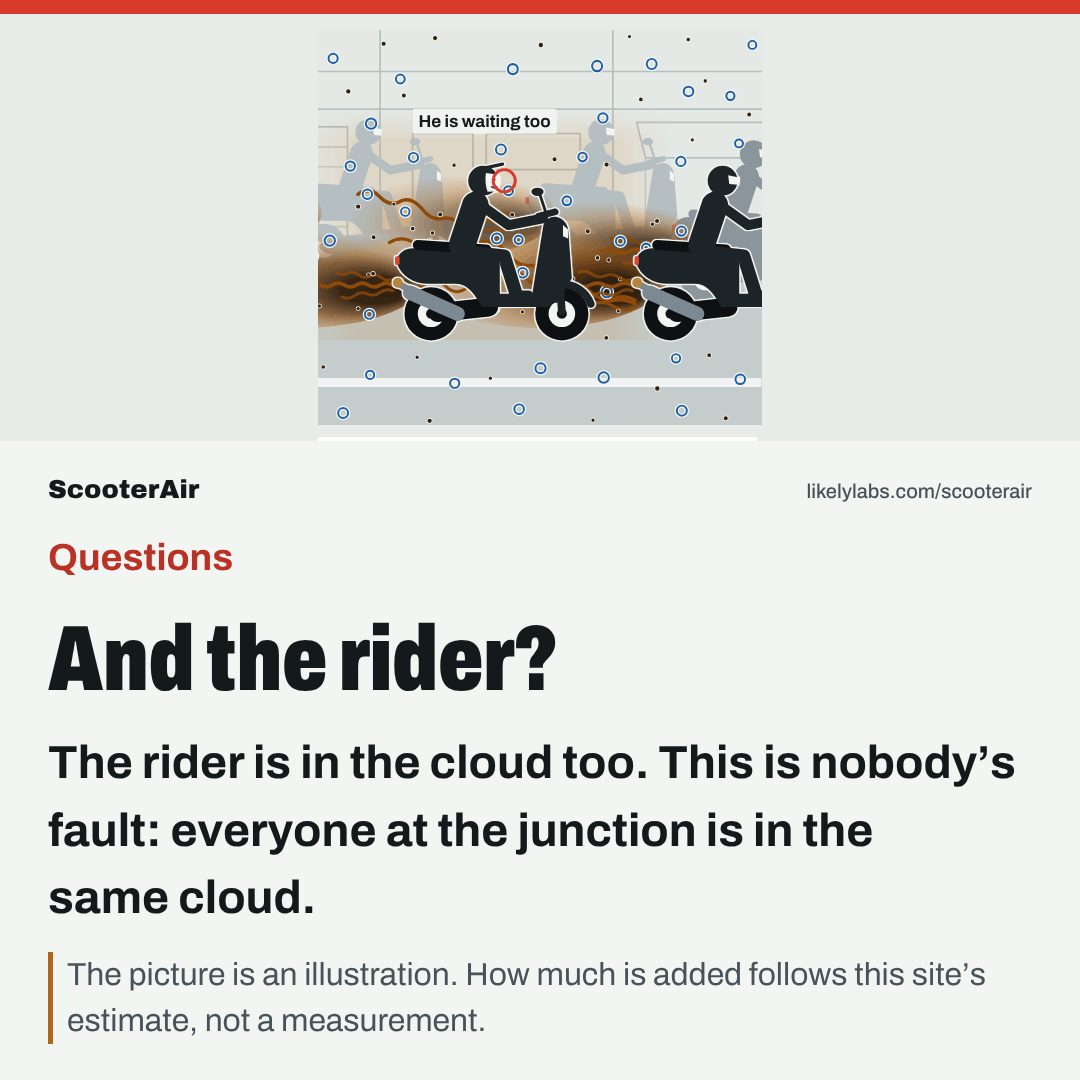 He is waiting too
ScooterAir
likelylabs.com/scooterair
Questions
And the rider?
The rider is in the cloud too. This is nobody’s
fault: everyone at the junction is in the
same cloud.
The picture is an illustration. How much is added follows this site’s
estimate, not a measurement.